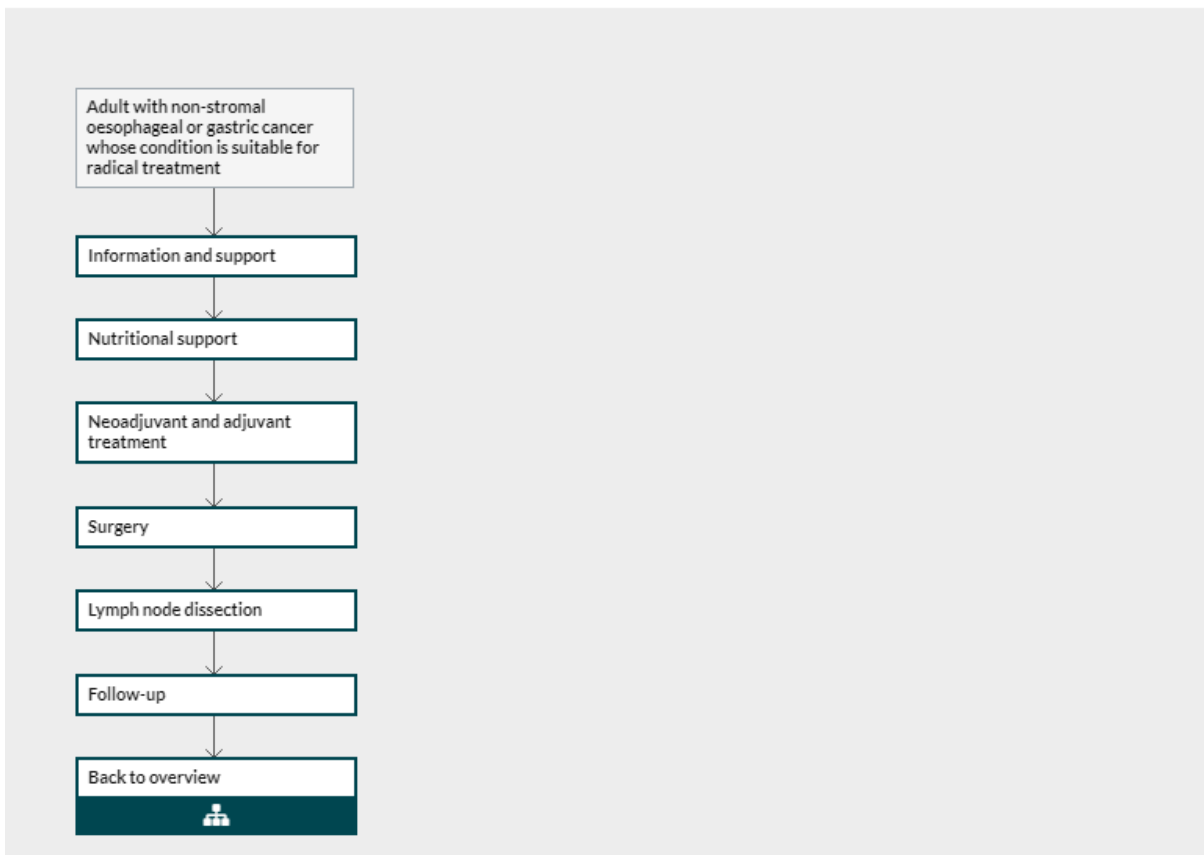 Adult with non-stromal
oesophageal or gastric cancer
whose condition is suitable for
radical treatment
Information and support
Nutritional support
Neoadjuvant and adjuvant
treatment
Surgery
Lymph node dissection
Follow-up
Back to overview